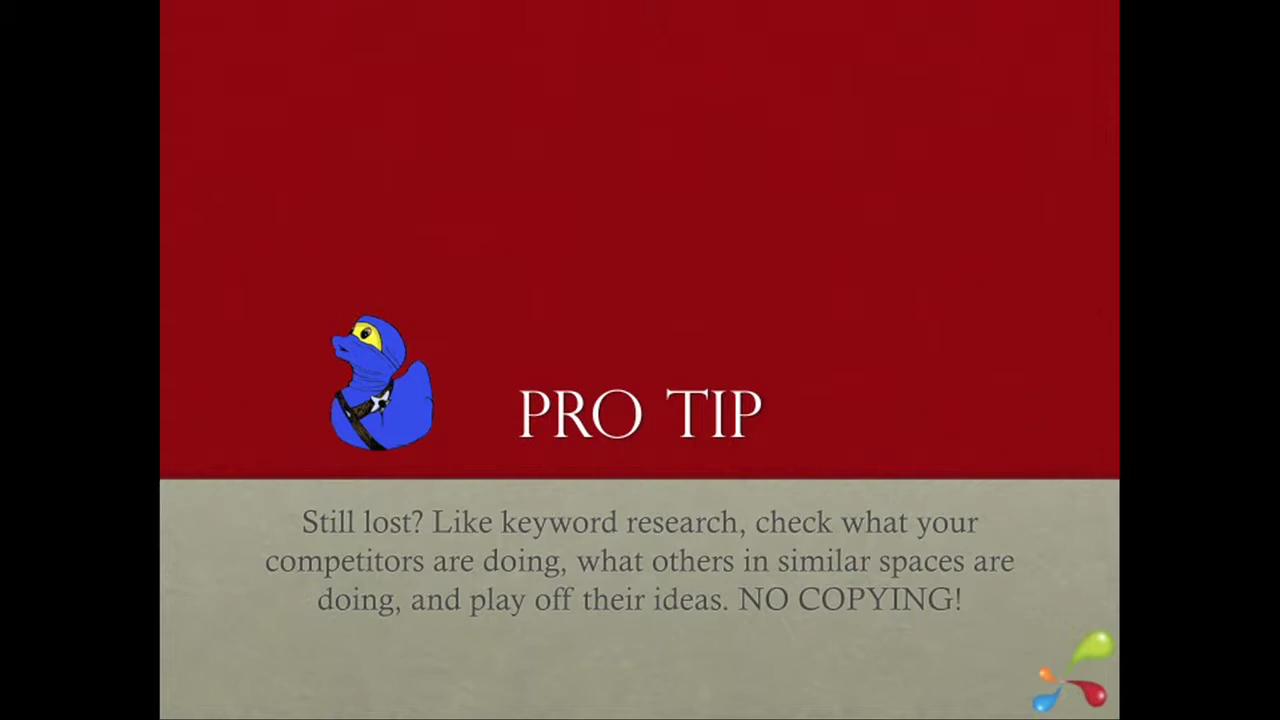 PRO TIP
Still lost? Like keyword research, check what your
competitors are doing, what others in similar spaces are
doing, and play off their ideas. NO COPYING!